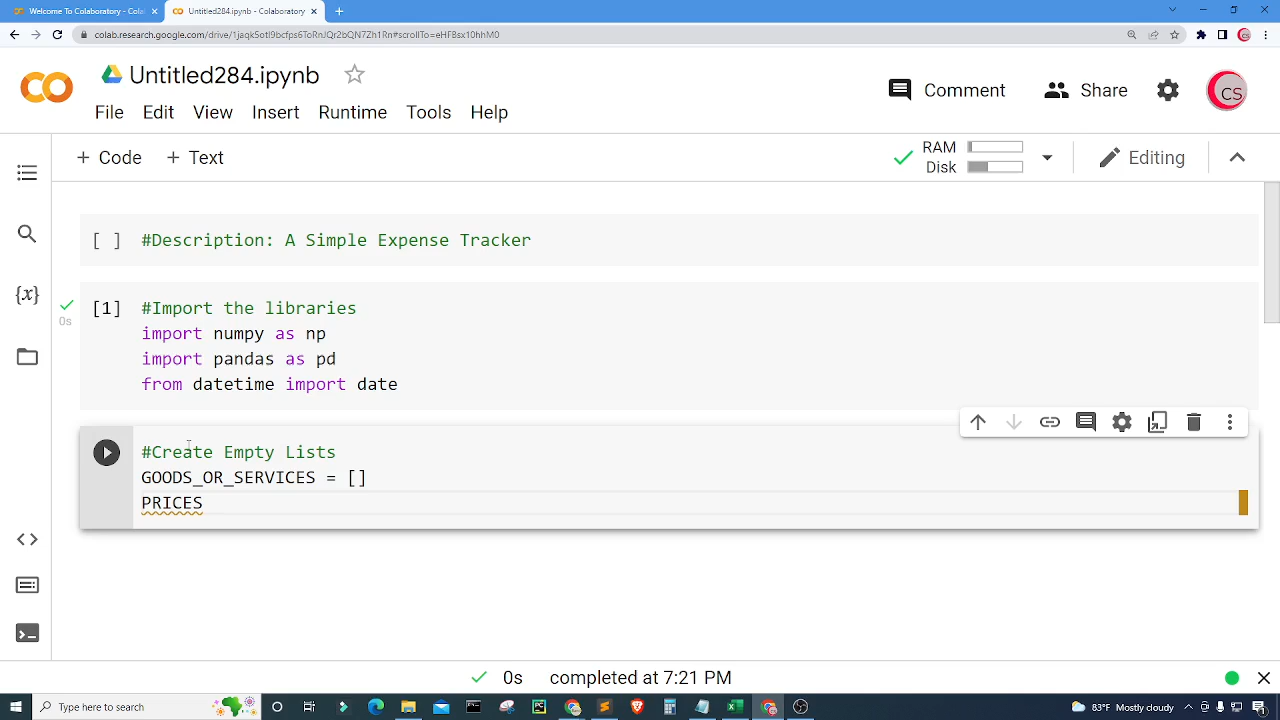 Welcome To Colaboratory - Colal
Untitled284.ipynb - Colaboratory
colab.research.google.com/drive/1jaqk5otI9bcfps6ToRnJQr2bQN7Zh1Rn#scrollTo=eHF8sx10hhM0
Untitled284.ipynb
File Edit View Insert Runtime Tools Help
Comment
Share
CS
+ Code + Text
RAM
Disk
Editing
[ ] #Description: A Simple Expense Tracker
[1] #Import the libraries
0s
import numpy as np
import pandas as pd
from datetime import date
{x}
#Create Empty Lists
GOODS_OR_SERVICES = []
PRICES
0s completed at 7:21 PM
Type here to search
83°F Mostly cloudy